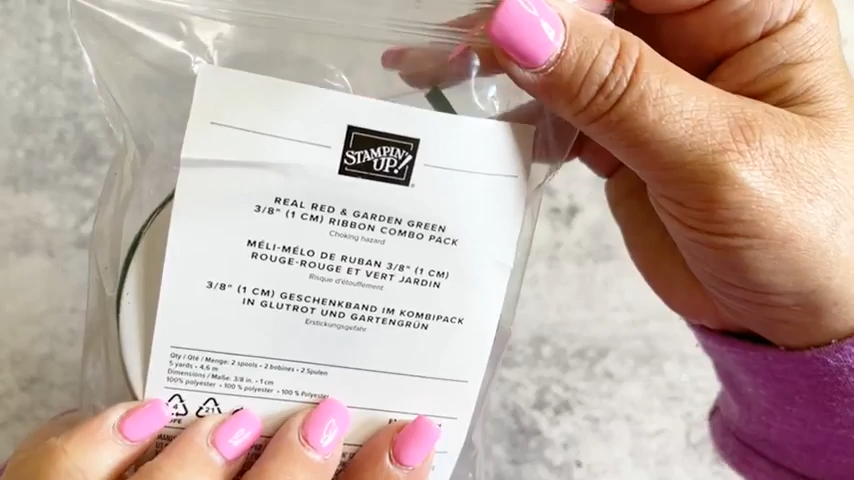 STAMPIN' UP!®
REAL RED & GARDEN GREEN
3/8" (1 CM) RIBBON COMBO PACK
Choking hazard
MÉLI-MÉLO DE RUBAN 3/8" (1 CM)
ROUGE-ROUGE ET VERT JARDIN
Risque d'étouffement
3/8" (1 CM) GESCHENKBAND IM KOMBIPACK
IN GLUTROT UND GARTENGRÜN
Erstickungsgefahr
Qty / Qté / Menge: 2 spools • 2 bobines • 2 Spulen
5 yards • 4,6 m
Dimensions / Maße: 3/8 in. • 1 cm
100% polyester • 100 % polyester • 100 % Polyester
4
21